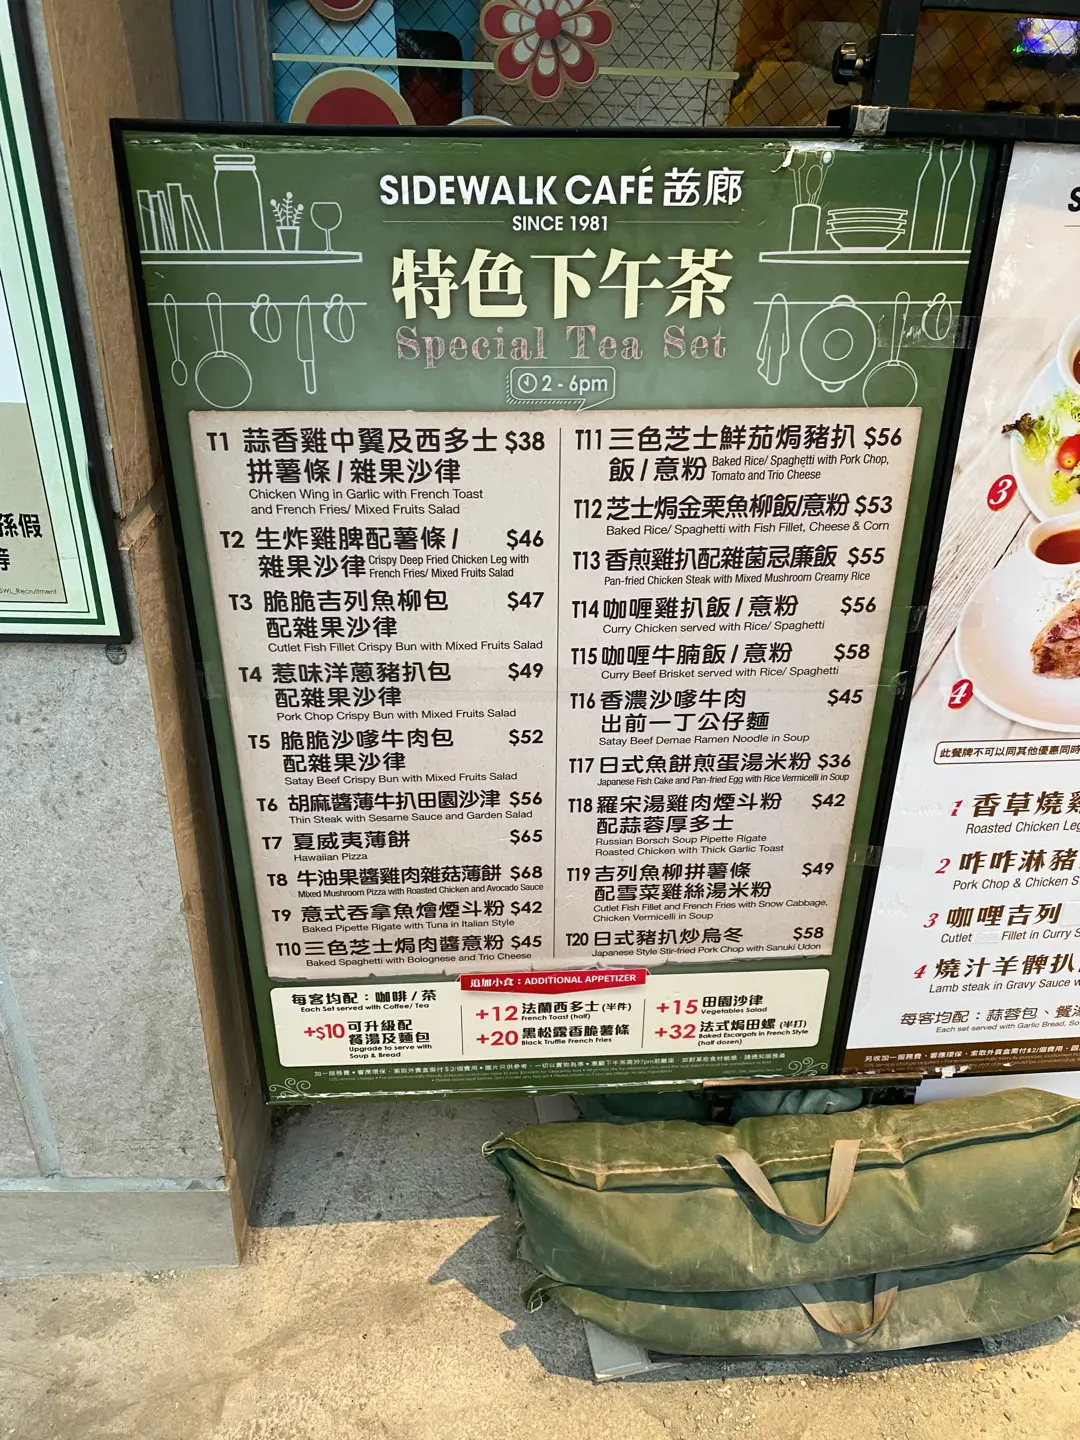 SIDEWALK CAFÉ 茜廊
SINCE 1981
特色下午茶
Special Tea Set
2 - 6pm
T1 蒜香雞中翼及西多士 $38
拼薯條 / 雜果沙律
Chicken Wing in Garlic with French Toast
and French Fries/ Mixed Fruits Salad
T2 生炸雞脾配薯條 / $46
雜果沙律 Crispy Deep Fried Chicken Leg with
French Fries/ Mixed Fruits Salad
T3 脆脆吉列魚柳包 $47
配雜果沙律
Cutlet Fish Fillet Crispy Bun with Mixed Fruits Salad
T4 惹味洋蔥豬扒包 $49
配雜果沙律
Pork Chop Crispy Bun with Mixed Fruits Salad
T5 脆脆沙嗲牛肉包 $52
配雜果沙律
Satay Beef Crispy Bun with Mixed Fruits Salad
T6 胡麻醬薄牛扒田園沙津 $56
Thin Steak with Sesame Sauce and Garden Salad
T7 夏威夷薄餅 $65
Hawaiian Pizza
T8 牛油果醬雞肉雜菇薄餅 $68
Mixed Mushroom Pizza with Roasted Chicken and Avocado Sauce
T9 意式吞拿魚燴煙斗粉 $42
Baked Pipette Rigate with Tuna in Italian Style
T10 三色芝士焗肉醬意粉 $45
Baked Spaghetti with Bolognese and Trio Cheese
T11 三色芝士鮮茄焗豬扒 $56
飯 / 意粉 Baked Rice/ Spaghetti with Pork Chop,
Tomato and Trio Cheese
T12 芝士焗金栗魚柳飯/意粉 $53
Baked Rice/ Spaghetti with Fish Fillet, Cheese & Corn
T13 香煎雞扒配雜菌忌廉飯 $55
Pan-fried Chicken Steak with Mixed Mushroom Creamy Rice
T14 咖喱雞扒飯 / 意粉 $56
Curry Chicken served with Rice/ Spaghetti
T15 咖喱牛腩飯 / 意粉 $58
Curry Beef Brisket served with Rice/ Spaghetti
T16 香濃沙嗲牛肉 $45
出前一丁公仔麵
Satay Beef Demae Ramen Noodle in Soup
T17 日式魚餅煎蛋湯米粉 $36
Japanese Fish Cake and Pan-fried Egg with Rice Vermicelli in Soup
T18 羅宋湯雞肉煙斗粉 $42
配蒜蓉厚多士
Russian Borsch Soup Pipette Rigate
Roasted Chicken with Thick Garlic Toast
T19 吉列魚柳拼薯條 $49
配雪菜雞絲湯米粉
Cutlet Fish Fillet and French Fries with Snow Cabbage,
Chicken Vermicelli in Soup
T20 日式豬扒炒烏冬 $58
Japanese Style Stir-fried Pork Chop with Sanuki Udon
追加小食：ADDITIONAL APPETIZER
每客均配：咖啡 / 茶
Each Set served with Coffee/ Tea
+$10 可升級配
餐湯及麵包
Upgrade to serve with
Soup & Bread
+12 法蘭西多士 (半件)
French Toast (half)
+20 黑松露香脆薯條
Black Truffle French Fries
+15 田園沙律
Vegetables Salad
+32 法式焗田螺 (半打)
Baked Escargots in French Style
(half dozen)
3
4
此餐牌不可以同其他優惠同時
1 香草燒雞
Roasted Chicken Leg
2 咋咋淋豬
Pork Chop & Chicken S
3 咖喱吉列
Cutlet Fillet in Curry S
4 燒汁羊髀扒
Lamb steak in Gravy Sauce w
每客均配：蒜蓉包、餐湯
Each set served with Garlic Bread, So
SWL_Recruitment